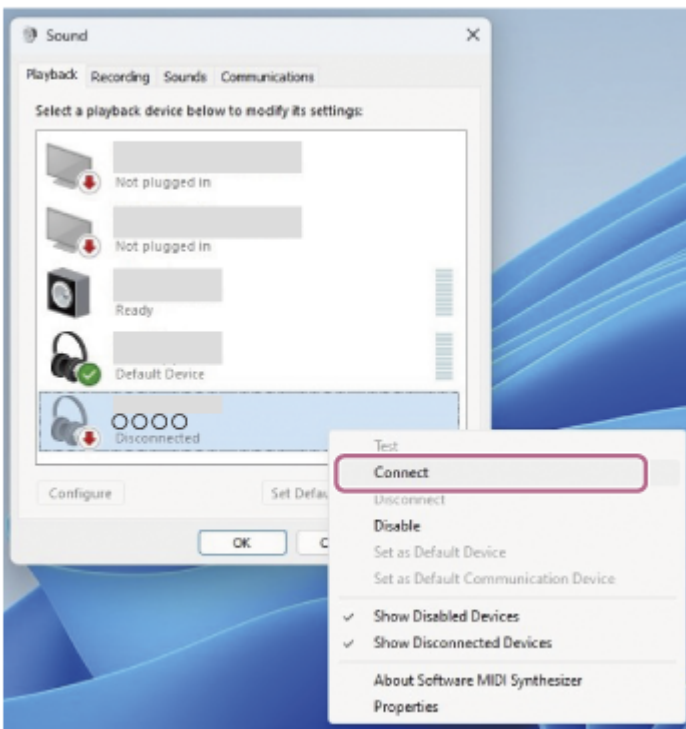 Sound
Playback Recording Sounds Communications
Select a playback device below to modify its settings:
Not plugged in
Not plugged in
Ready
Default Device
OOOO
Disconnected
Configure
Set Defau
OK
C
Test
Connect
Disconnect
Disable
Set as Default Device
Set as Default Communication Device
Show Disabled Devices
Show Disconnected Devices
About Software MIDI Synthesizer
Properties